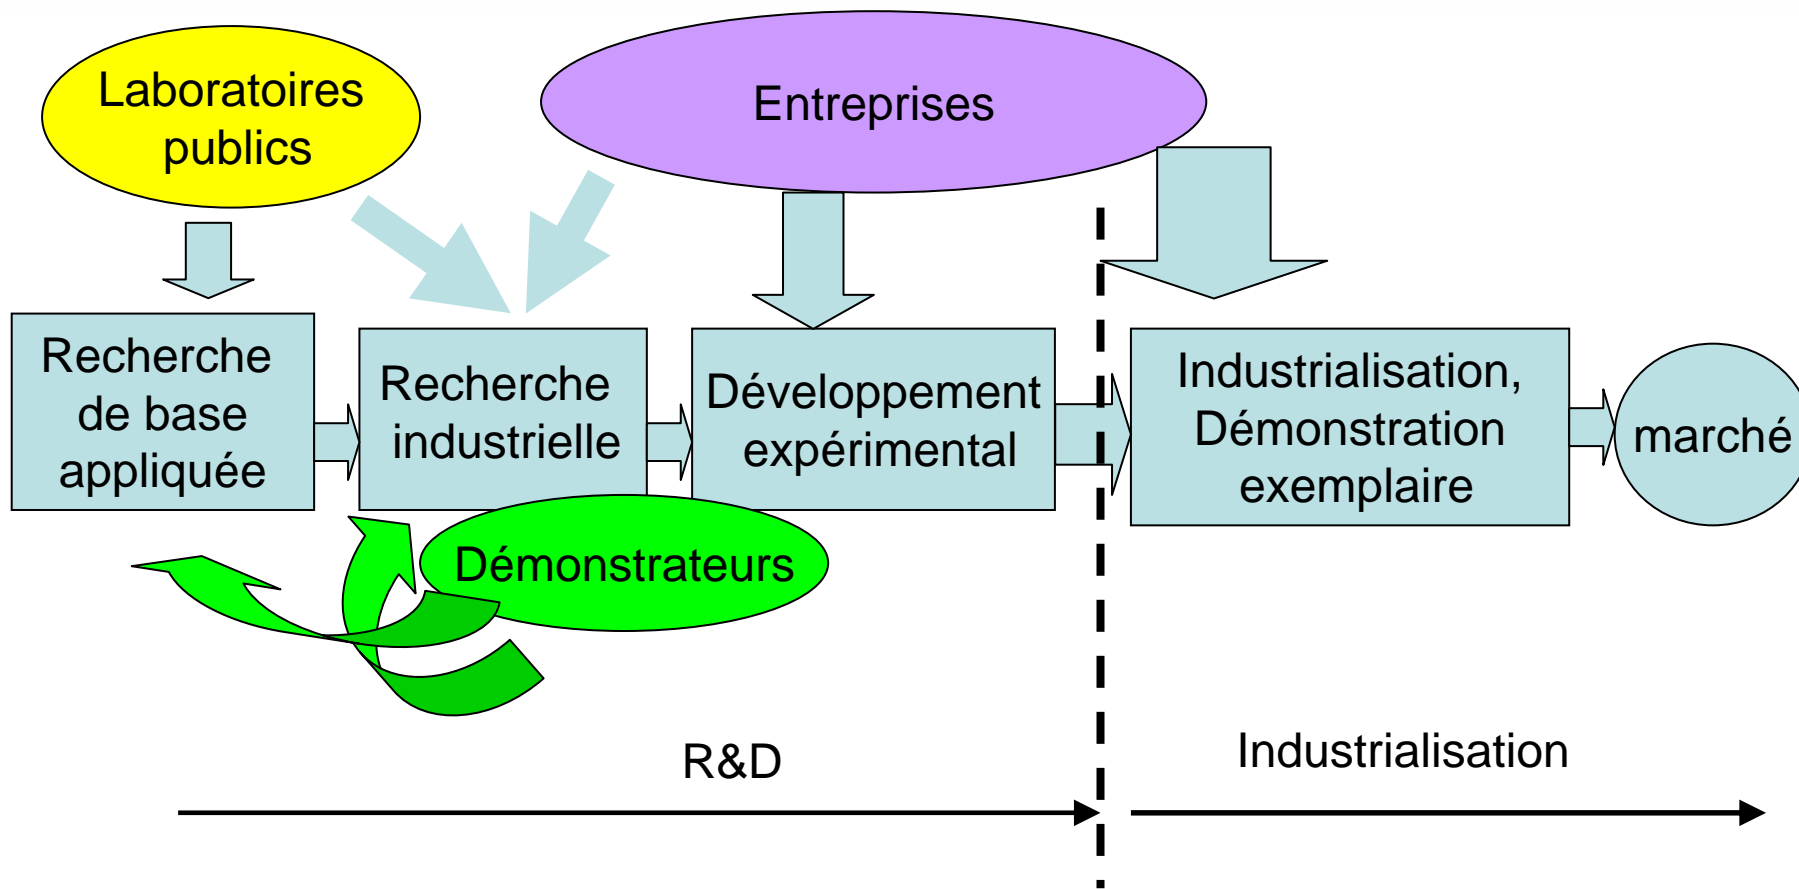 Laboratoires
publics
Entreprises
Recherche
de base
appliquée
Recherche
industrielle
Développement
expérimental
Industrialisation,
Démonstration
exemplaire
marché
Démonstrateurs
R&D
Industrialisation